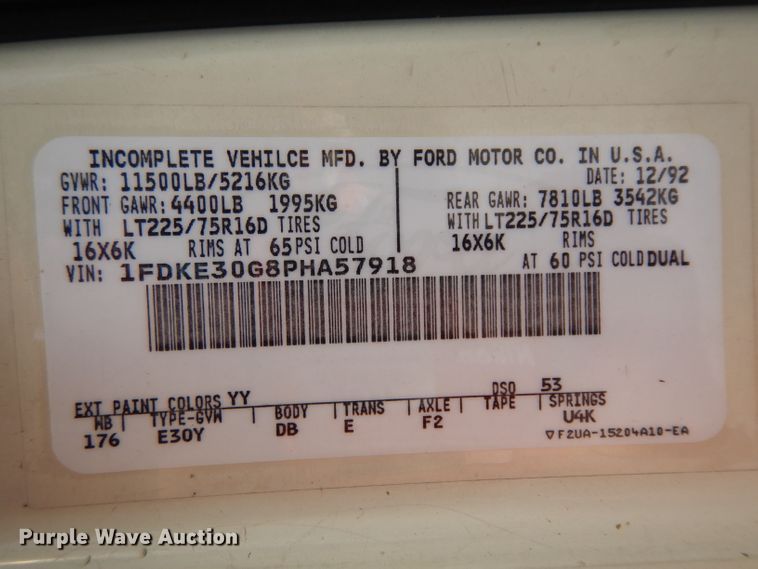 INCOMPLETE VEHILCE MFD. BY FORD MOTOR CO. IN U.S.A.
GVWR: 11500LB/5216KG DATE: 12/92
FRONT GAWR: 4400LB 1995KG REAR GAWR: 7810LB 3542KG
WITH LT225/75R16D TIRES WITH LT225/75R16D TIRES
16X6K RIMS AT 65 PSI COLD 16X6K RIMS
VIN: 1FDKE30G8PHA57918 AT 60 PSI COLD DUAL
EXT PAINT COLORS YY DSO 53
WB TYPE-GVW BODY TRANS AXLE TAPE SPRINGS
176 E30Y DB E F2 U4K
▽ F2UA-15204A10-EA
Purple Wave Auction